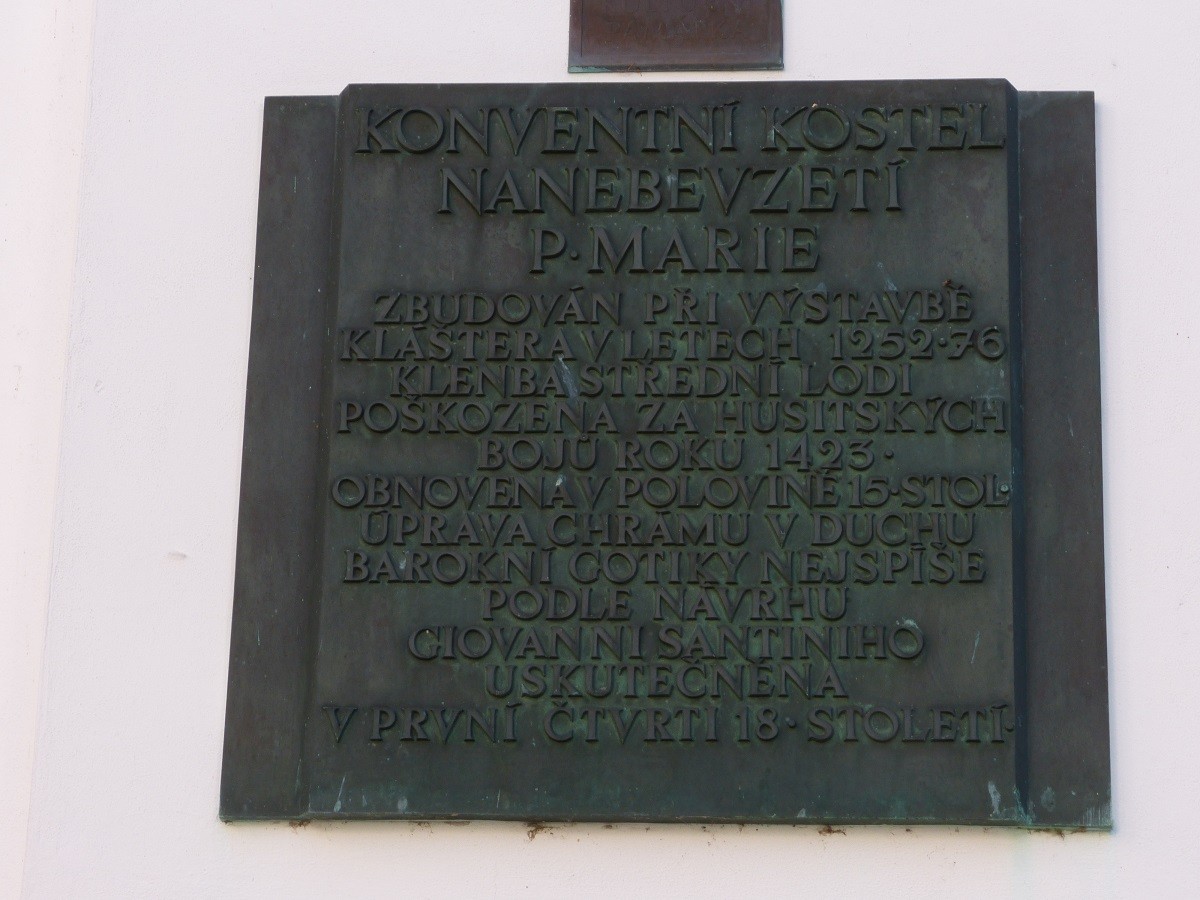 KONVENTNÍ KOSTEL
NANEBEVZETÍ
P. MARIE
ZBUDOVÁN PŘI VÝSTAVBĚ
KLÁŠTERA V LETECH 1252-76
KLENBA STŘEDNÍ LODI
POŠKOZENA ZA HUSITSKÝCH
BOJŮ ROKU 1423.
OBNOVENA V POLOVINĚ 15. STOL.
ÚPRAVA CHRÁMU V DUCHU
BAROKNÍ GOTIKY NEJSPÍŠE
PODLE NÁVRHU
GIOVANNI SANTINIHO
USKUTEČNĚNA
V PRVNÍ ČTVRTI 18. STOLETÍ.